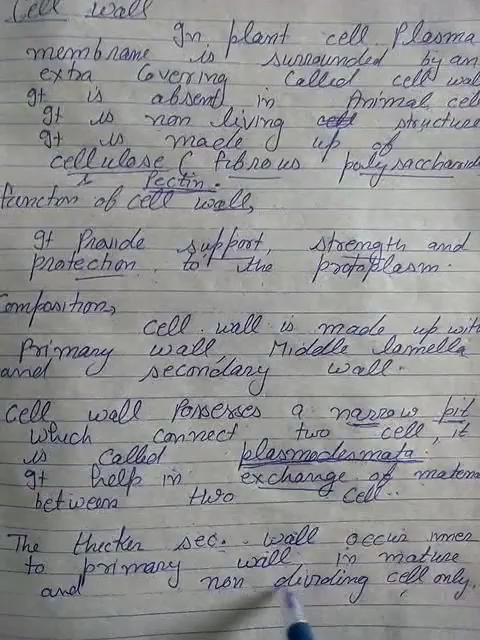 Cell wall
In plant cell Plasma
membrane is surrounded by an
extra covering called cell wal
It is absent in Animal cel
It is non living structure
It is made up of
cellulose ( fibrous polysaccharid
& Pectin.
function of cell wall,
It Provide support, strength and
protection to the protoplasm.
Composition,
cell wall is made up with
Primary wall, Middle lamella
and secondary wall.
Cell wall Possesses a narrow pit
which connect two cell, it
is called plasmodesmata.
It help in exchange of materia
between two cell.
The thicker sec. wall occur inner
to primary wall in mature
and non dividing cell only.